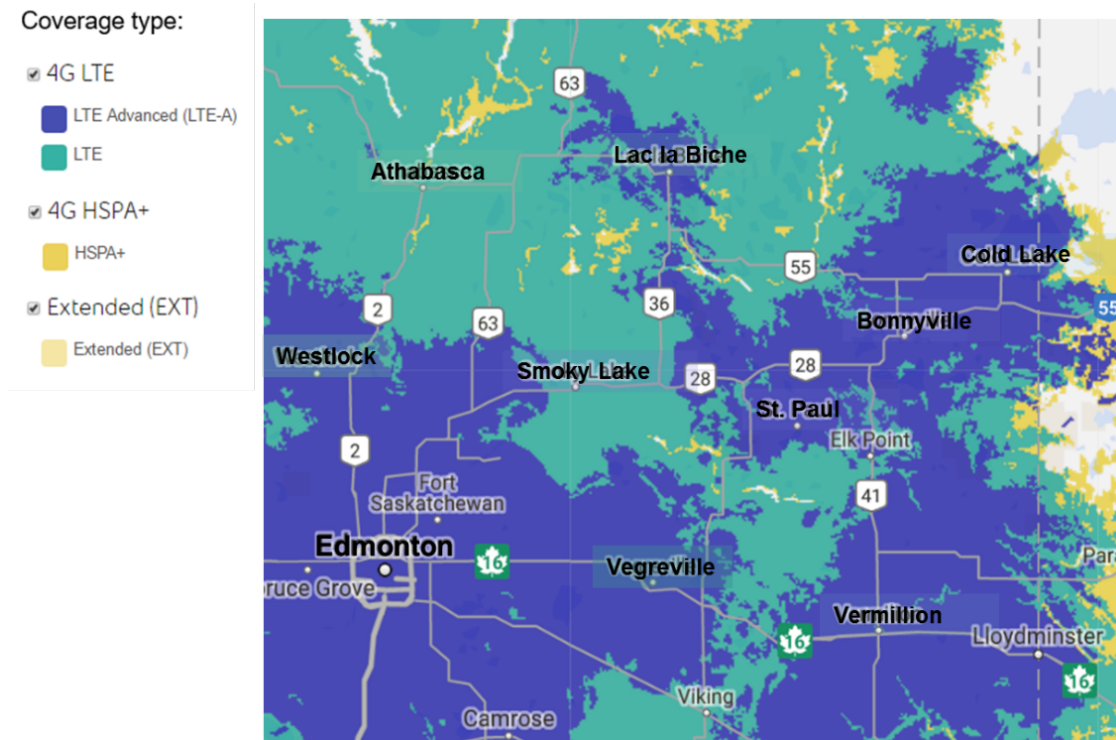 Coverage type:
4G LTE
LTE Advanced (LTE-A)
LTE
4G HSPA+
HSPA+
Extended (EXT)
Extended (EXT)
63
Athabasca
Lac la Biche
55
Cold Lake
2
63
36
55
Bonnyville
Westlock
Smoky Lake
28
28
St. Paul
Elk Point
2
Fort
Saskatchewan
41
Edmonton
16
Vegreville
Para
pruce Grove
Vermillion
16
Lloydminster
16
Viking
Camrose